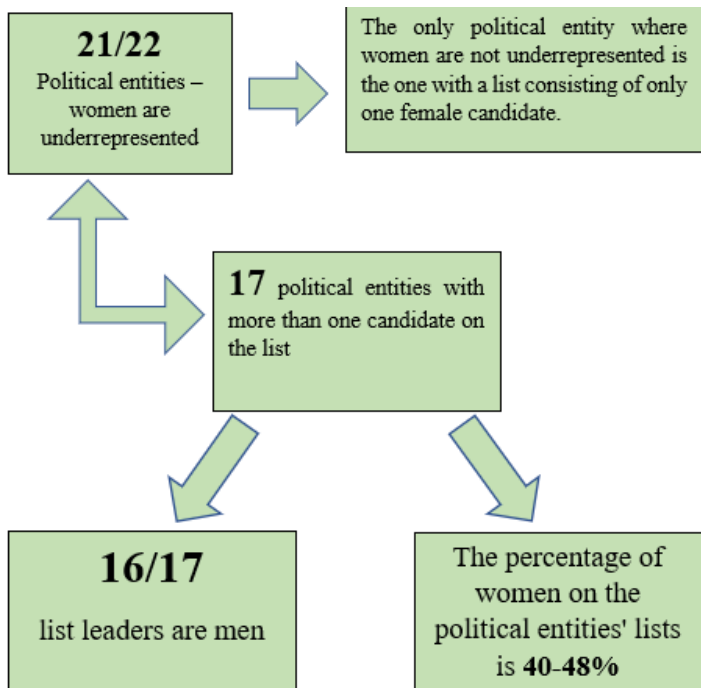 21/22
Political entities –
women are
underrepresented
The only political entity where
women are not underrepresented is
the one with a list consisting of only
one female candidate.
17 political entities with
more than one candidate on
the list
16/17
list leaders are men
The percentage of
women on the
political entities' lists
is 40-48%